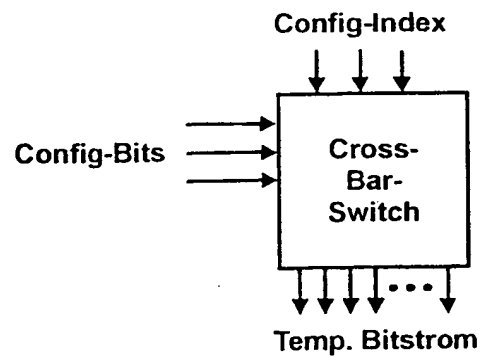 Config-Index
Config-Bits
Cross-
Bar-
Switch
Temp. Bitstrom